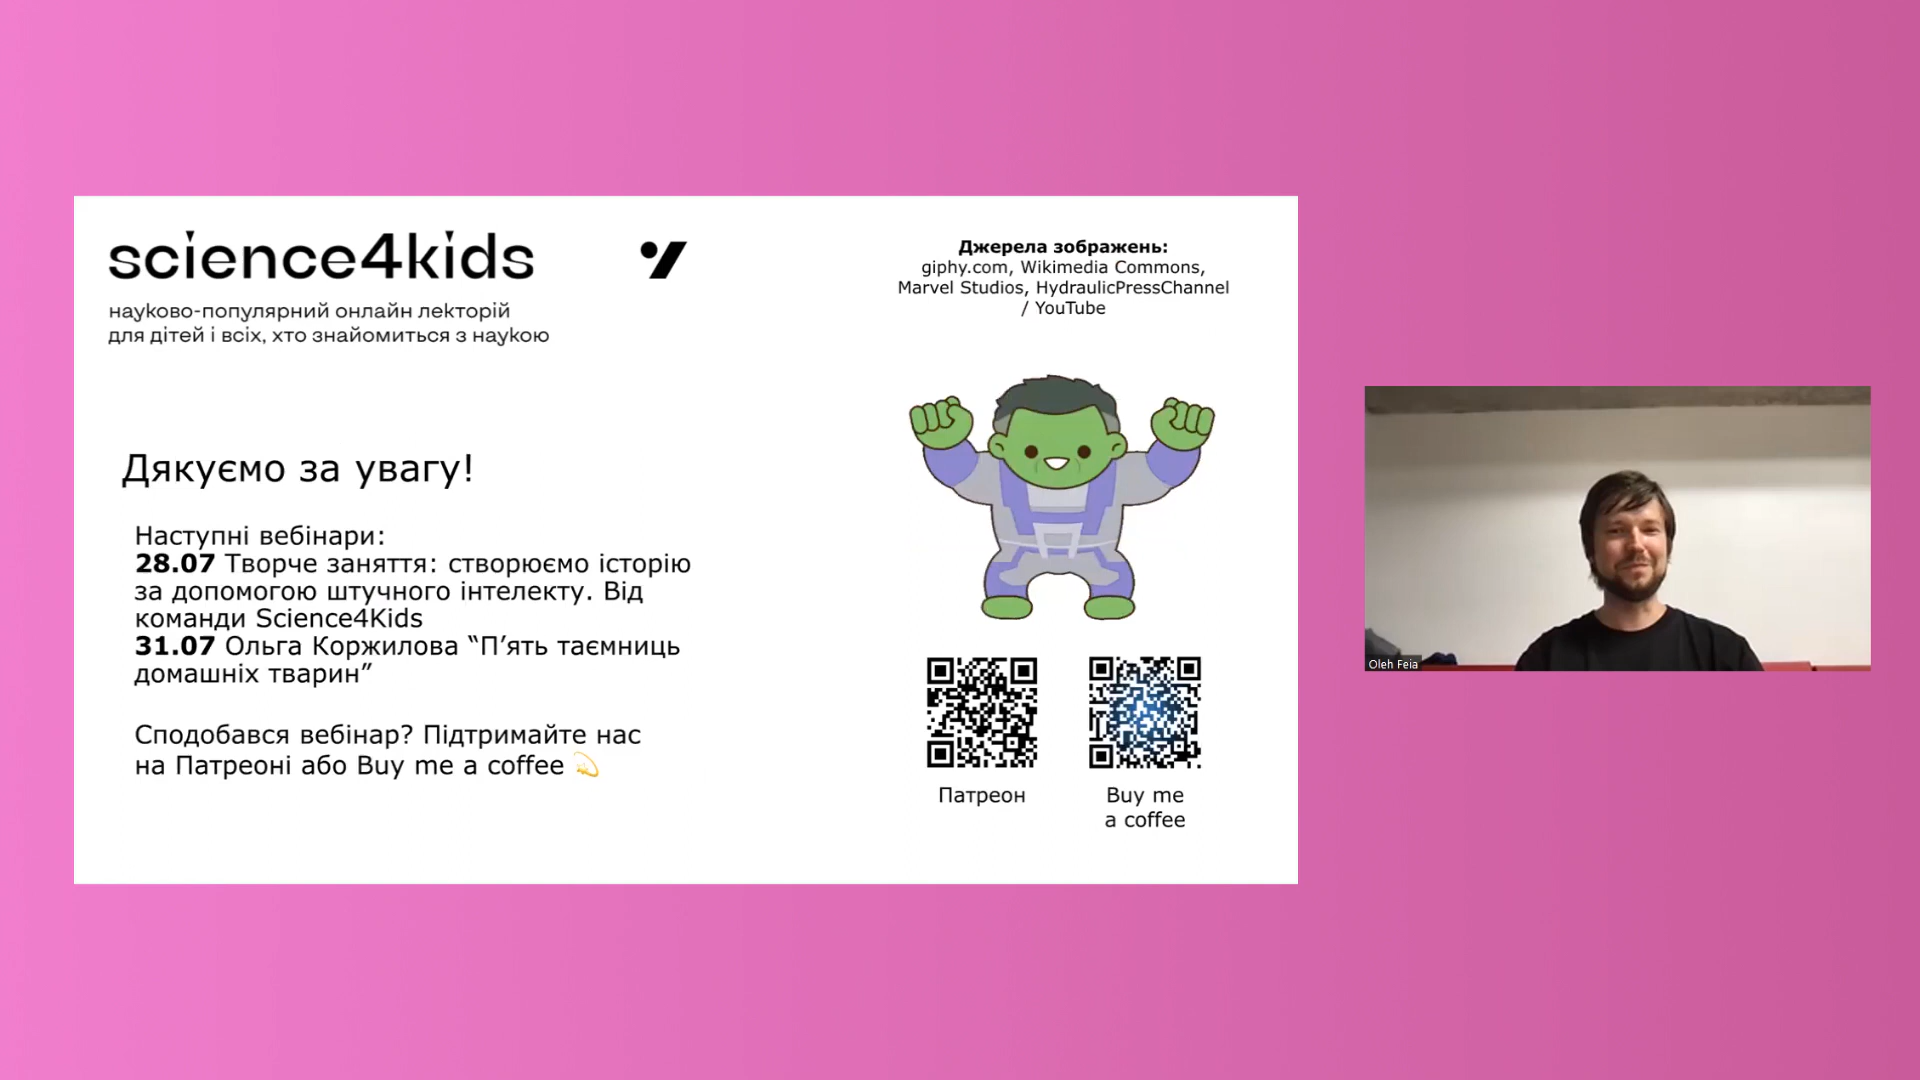 science4kids
науково-популярний онлайн лекторій
для дітей і всіх, хто знайомиться з наукою
Джерела зображень:
giphy.com, Wikimedia Commons,
Marvel Studios, HydraulicPressChannel
/ YouTube
Дякуємо за увагу!
Наступні вебінари:
28.07 Творче заняття: створюємо історію
за допомогою штучного інтелекту. Від
команди Science4Kids
31.07 Ольга Коржилова “П’ять таємниць
домашніх тварин”
Сподобався вебінар? Підтримайте нас
на Патреоні або Buy me a coffee 💫
Патреон
Buy me
a coffee
Oleh Feia